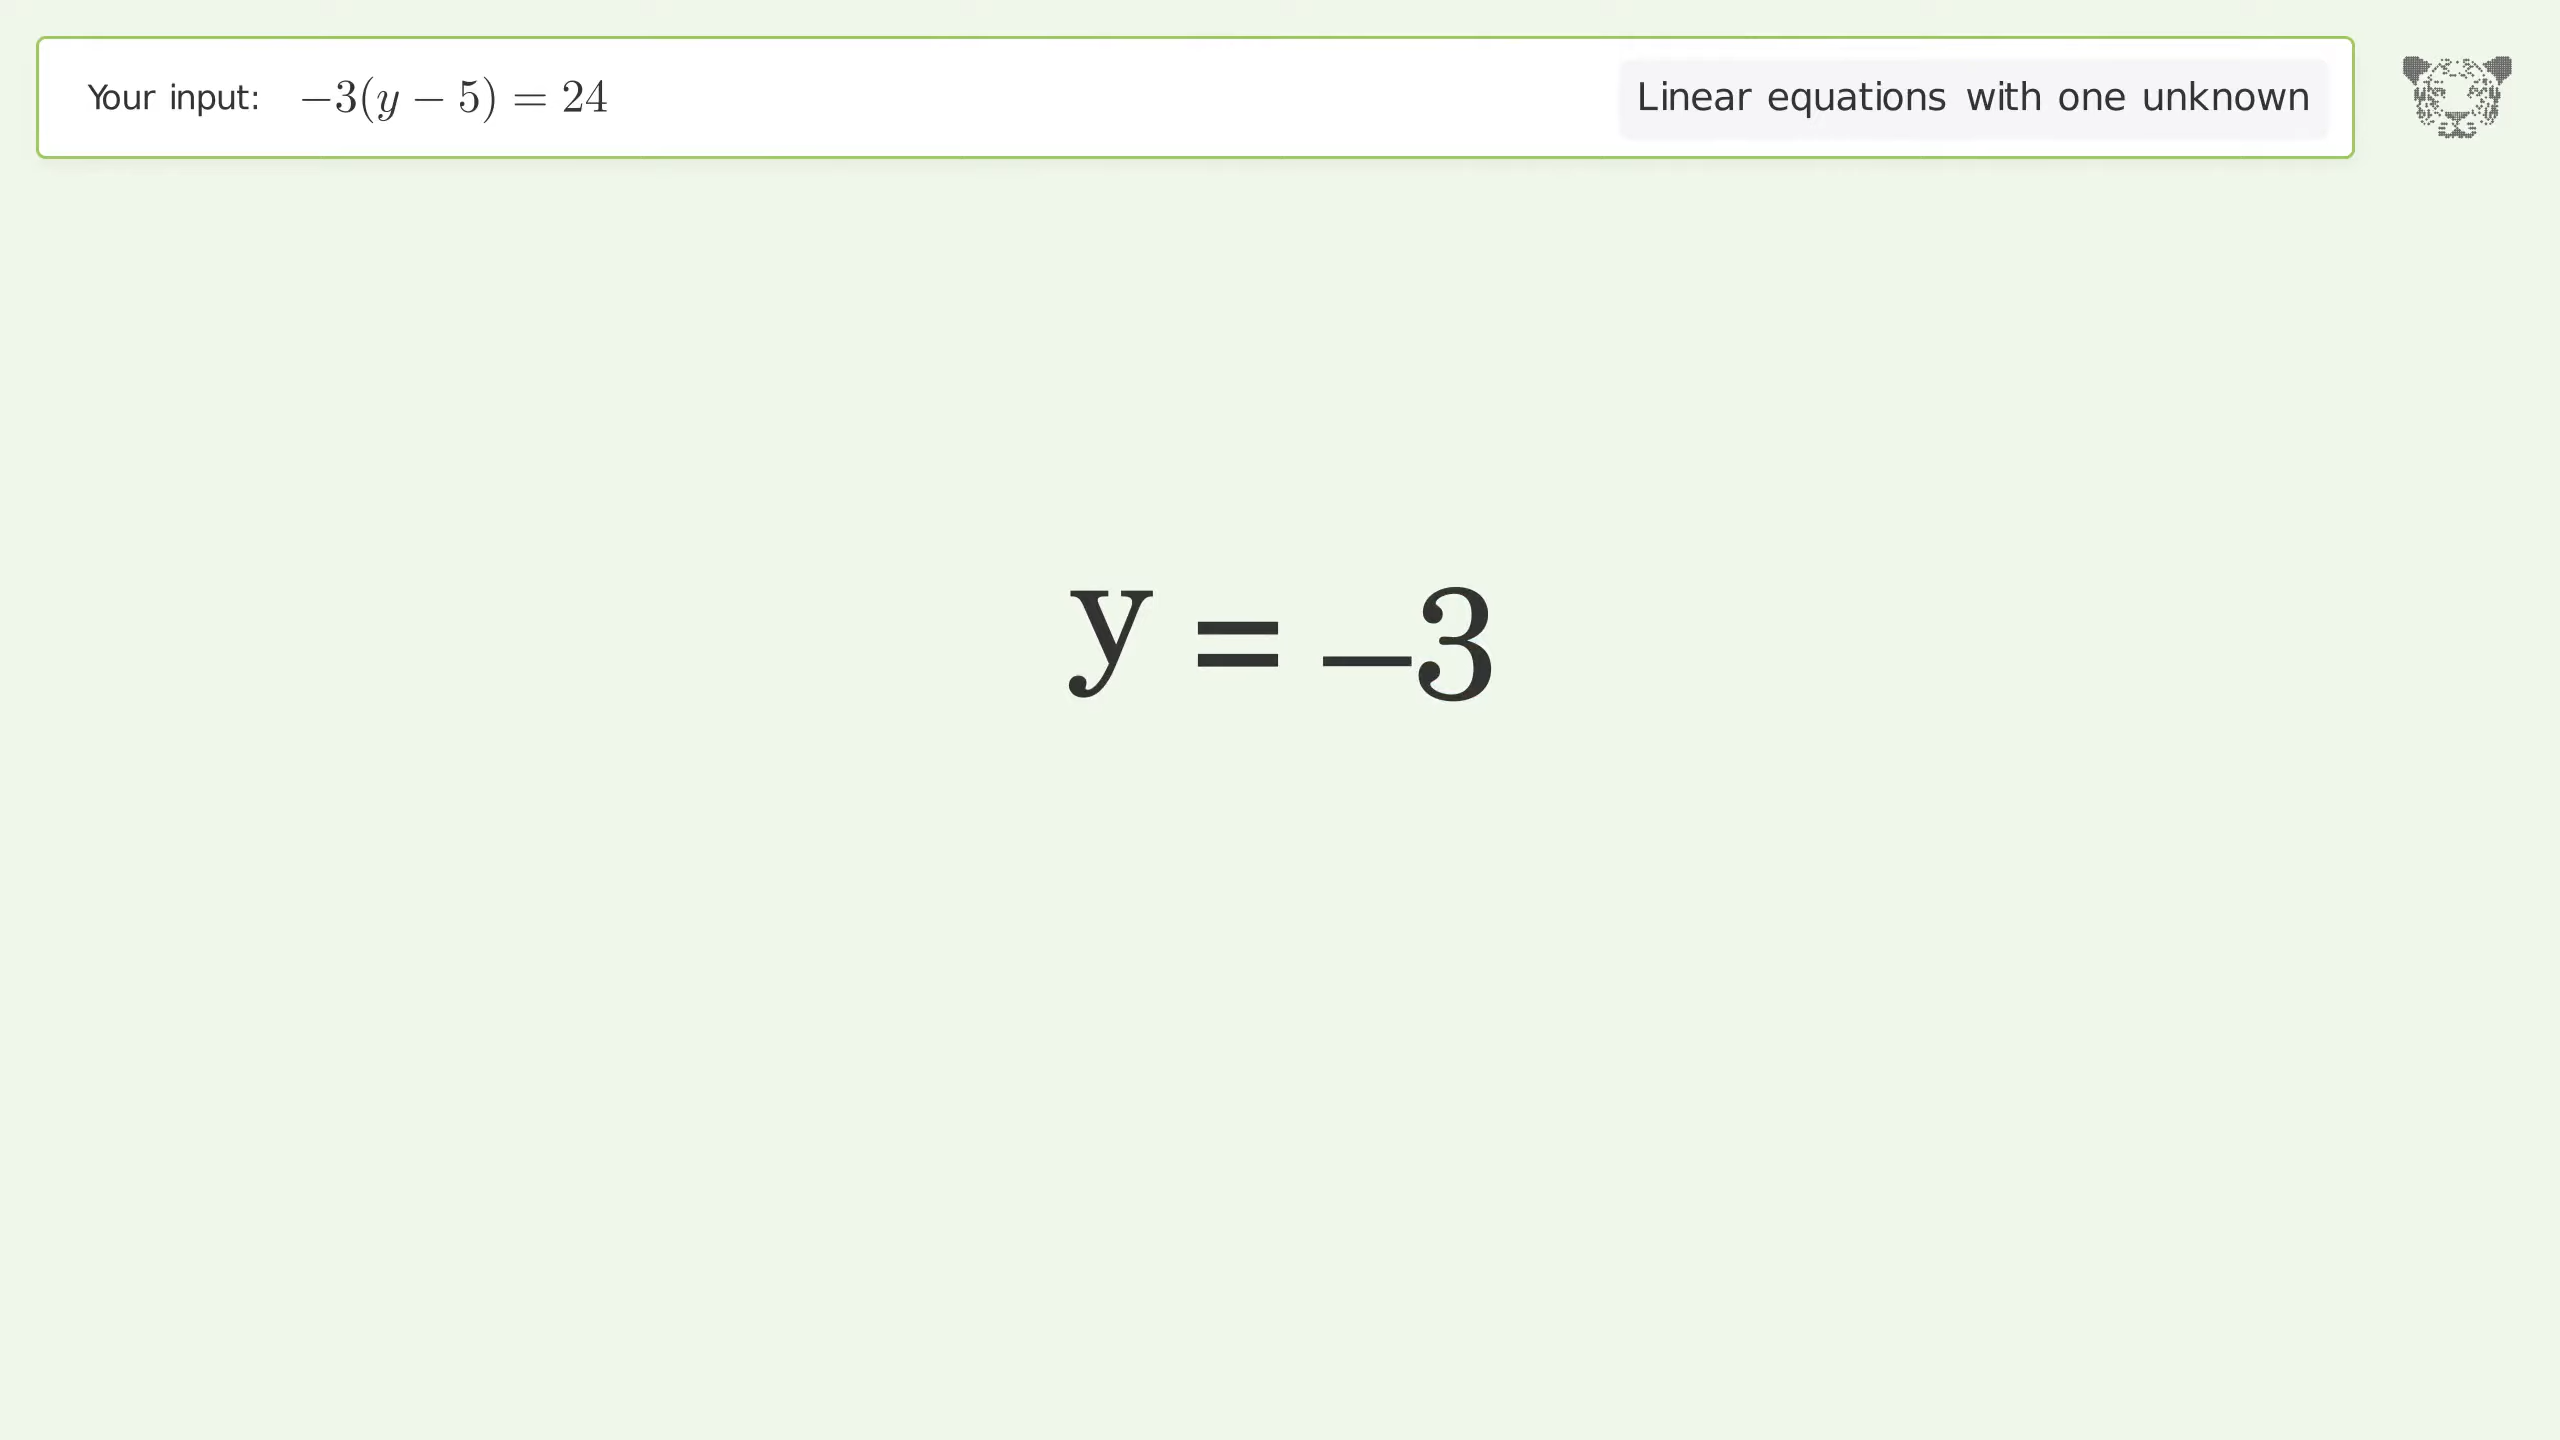 Your input: −3(y − 5) = 24
Linear equations with one unknown
y = −3